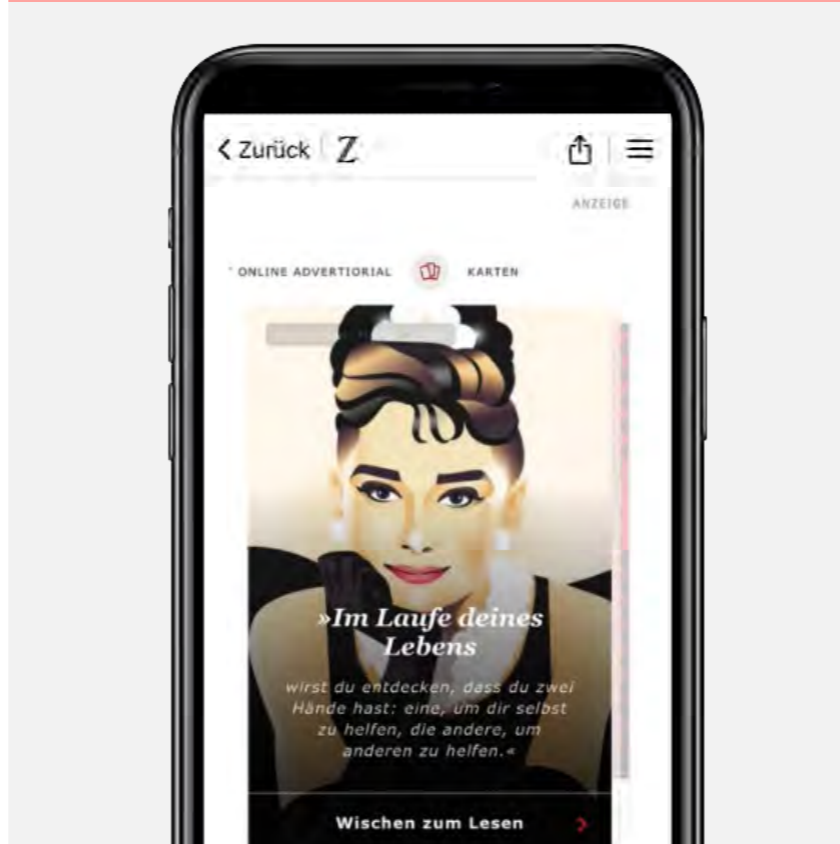 Zurück ℤ
ANZEIGE
ONLINE ADVERTIORIAL KARTEN
»Im Laufe deines
Lebens
wirst du entdecken, dass du zwei
Hände hast: eine, um dir selbst
zu helfen, die andere, um
anderen zu helfen.«
Wischen zum Lesen